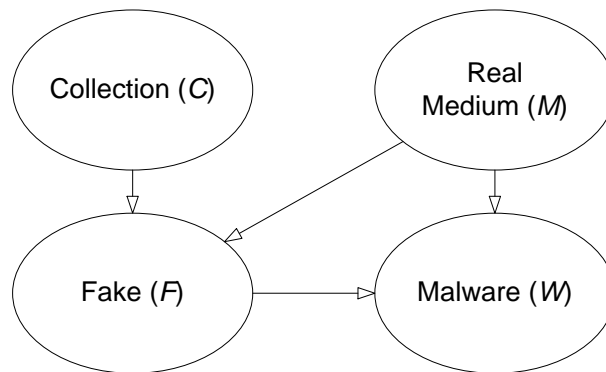 Collection (C)
Real
Medium (M)
Fake (F)
Malware (W)